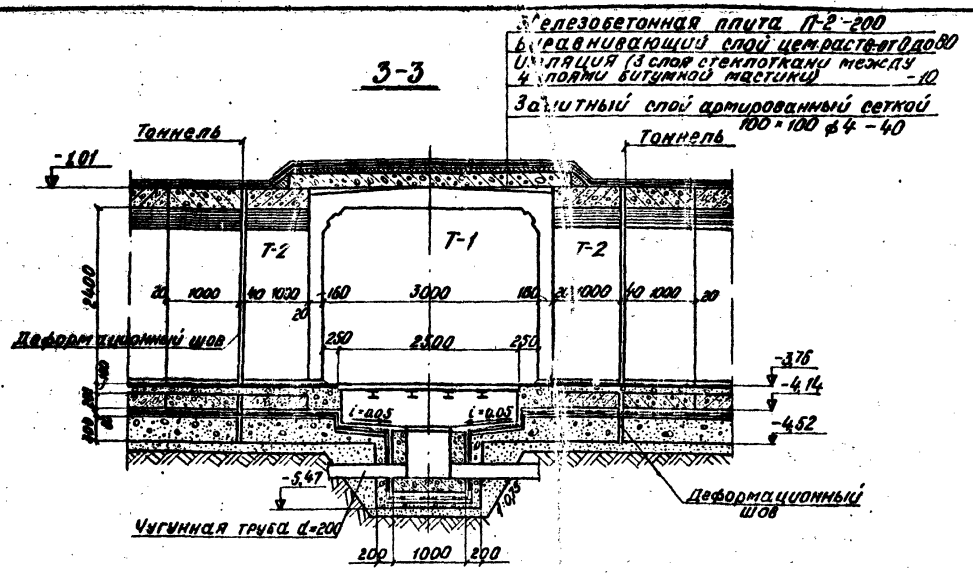 Железобетонная плита П-2 -200
Выравнивающий слой цем.раств. от 0 до 80
Изоляция (3 слоя стеклоткани между
4 слоями битумной мастики) -10
Защитный слой армированный сеткой
100×100 ϕ4 -40
3-3
Тоннель
Тоннель
-1.01
Т-2
Т-1
Т-2
2400
20 1000 40 1000 20 160 3000 160 20 1000 40 1000 20
Деформационный шов
250 2500 250
-3.76
-4.14
i=0.05 i=0.05
-4.52
-5.47
1:0.75
Деформационный
шов
Чугунная труба d=200
200 1000 200